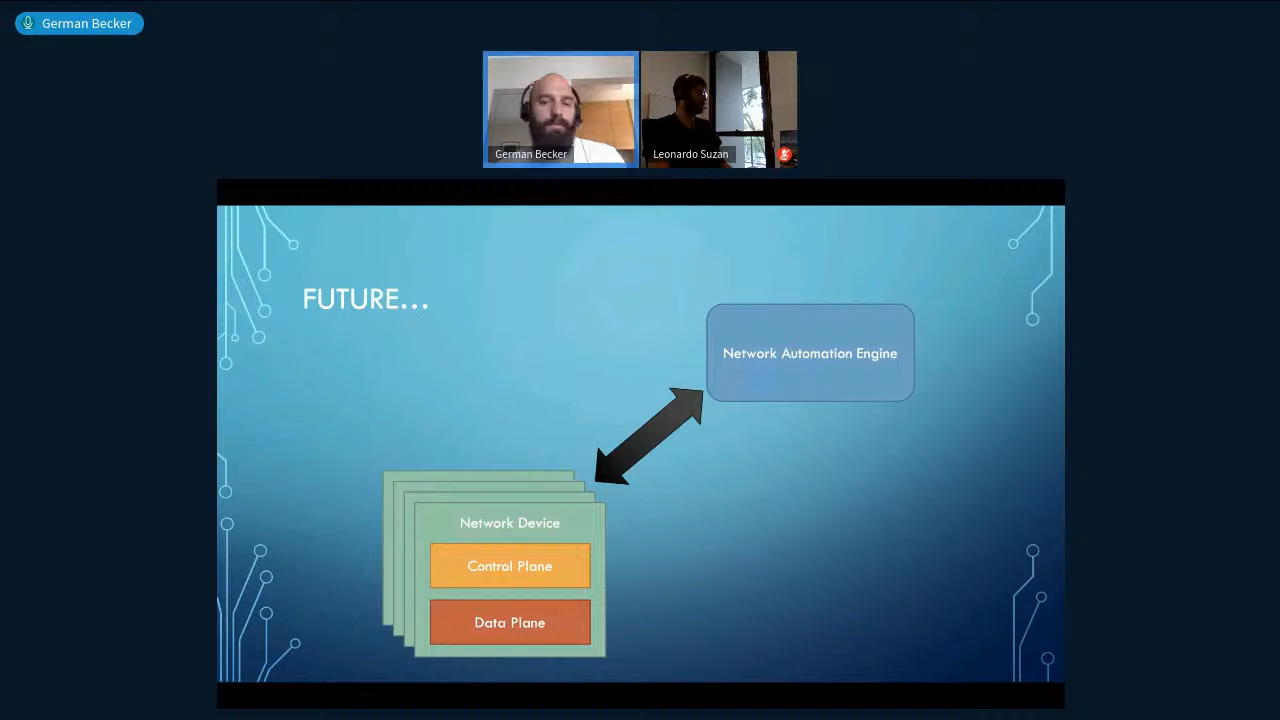 German Becker
German Becker
Leonardo Suzan
FUTURE...
Network Automation Engine
Network Device
Control Plane
Data Plane